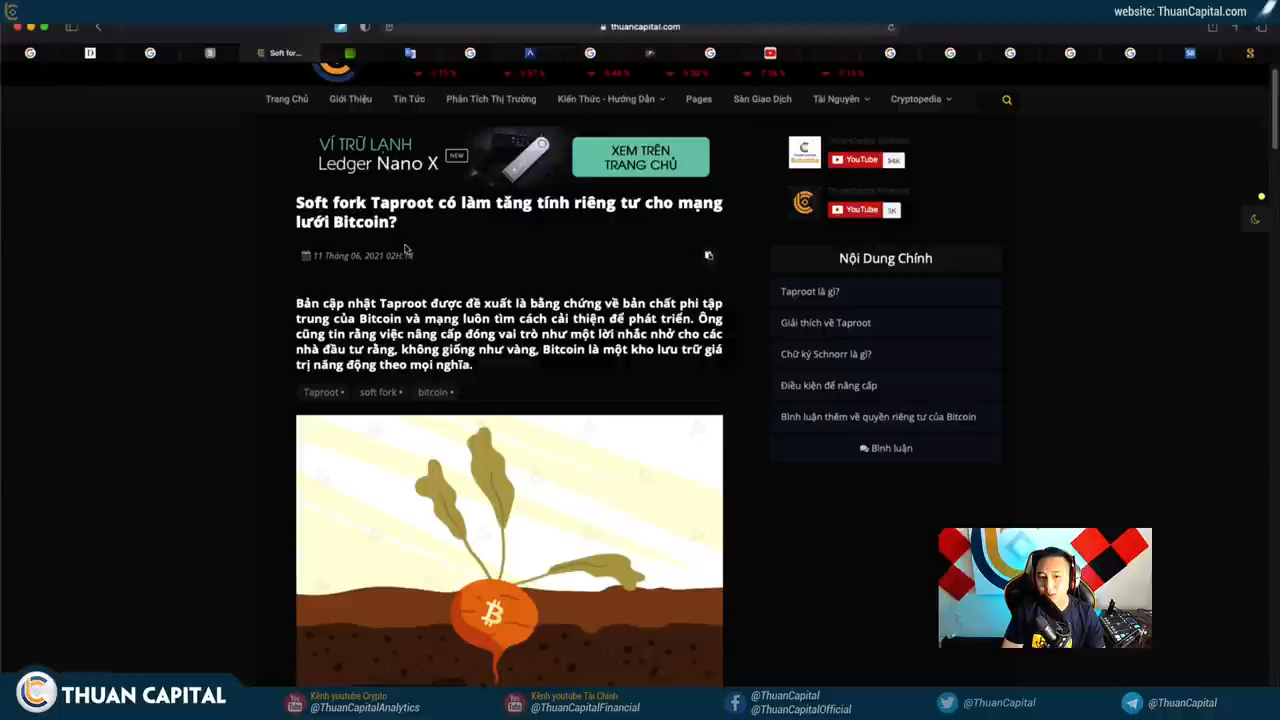 website: ThuanCapital.com
thuancapital.com
Soft for...
Trang Chủ
Giới Thiệu
Tin Tức
Phân Tích Thị Trường
Kiến Thức - Hướng Dẫn
Pages
Sàn Giao Dịch
Tài Nguyên
Cryptopedia
VÍ TRỮ LẠNH
Ledger Nano X
NEW
XEM TRÊN
TRANG CHỦ
YouTube
YouTube
3K
Soft fork Taproot có làm tăng tính riêng tư cho mạng
lưới Bitcoin?
11 Tháng 06, 2021
Bản cập nhật Taproot được đề xuất là bằng chứng về bản chất phi tập
trung của Bitcoin và mạng luôn tìm cách cải thiện để phát triển. Ông
cũng tin rằng việc nâng cấp đóng vai trò như một lời nhắc nhở cho các
nhà đầu tư rằng, không giống như vàng, Bitcoin là một kho lưu trữ giá
trị năng động theo mọi nghĩa.
Taproot
soft fork
bitcoin
Nội Dung Chính
Taproot là gì?
Giải thích về Taproot
Chữ ký Schnorr là gì?
Điều kiện để nâng cấp
Bình luận thêm về quyền riêng tư của Bitcoin
Bình luận
THUAN CAPITAL
Kênh youtube Crypto
@ThuanCapitalAnalytics
Kênh youtube Tài Chính
@ThuanCapitalFinancial
@ThuanCapital
@ThuanCapitalOfficial
@ThuanCapital
@ThuanCapital